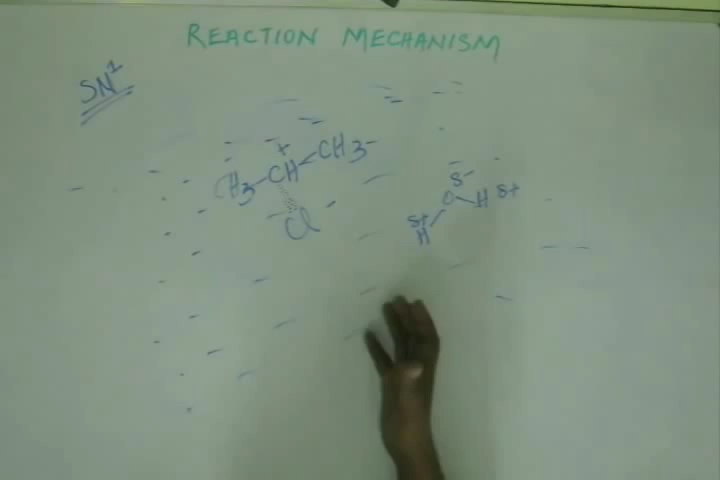 REACTION MECHANISM
SN1
+
CH3-CH-CH3
Cl
δ-
O-H δ+
δ+
H